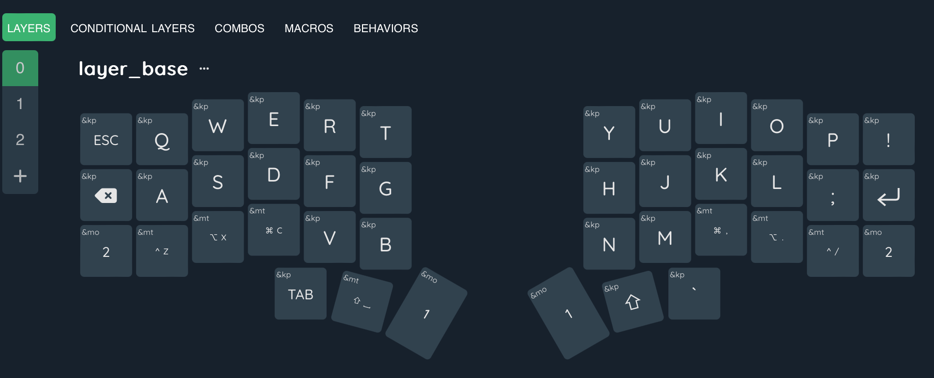 LAYERS CONDITIONAL LAYERS COMBOS MACROS BEHAVIORS
0
1
2
+
layer_base ···
&kp ESC &kp Q &kp W &kp E &kp R &kp T &kp Y &kp U &kp I &kp O &kp P &kp !
&kp ⌫ &kp A &kp S &kp D &kp F &kp G &kp H &kp J &kp K &kp L &kp ; &kp ↵
&mo 2 &mt ^ Z &mt ⌥ X &mt ⌘ C &kp V &kp B &kp N &kp M &mt ⌘ , &mt ⌥ . &mt ^ / &mo 2
&kp TAB &mt ⇧ ⎵ &mo 1 &mo 1 &kp ⇧ &kp `